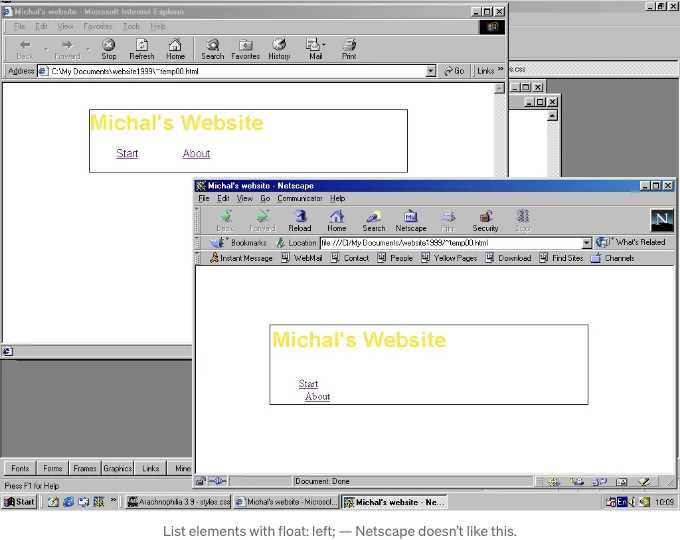 Michal's website - Microsoft Internet Explorer
File Edit View Favorites Tools Help
Back Forward Stop Refresh Home Search Favorites History Mail Print
Address C:\My Documents\website1999\~temp00.html Go Links »
s.css
Michal's Website
Start About
Michal's website - Netscape
File Edit View Go Communicator Help
Back Forward Reload Home Search Netscape Print Security Stop
N
Bookmarks Location: file:///C|/My Documents/website1999/~temp00.html What's Related
Instant Message WebMail Contact People Yellow Pages Download Find Sites Channels
Michal's Website
Start
About
Document: Done
Fonts Forms Frames Graphics Links Mine
Press F1 for Help
Start » Arachnophilia 3.9 - styles.css Michal's website - Microsof... Michal's website - Ne... En 10:09
List elements with float: left; — Netscape doesn't like this.